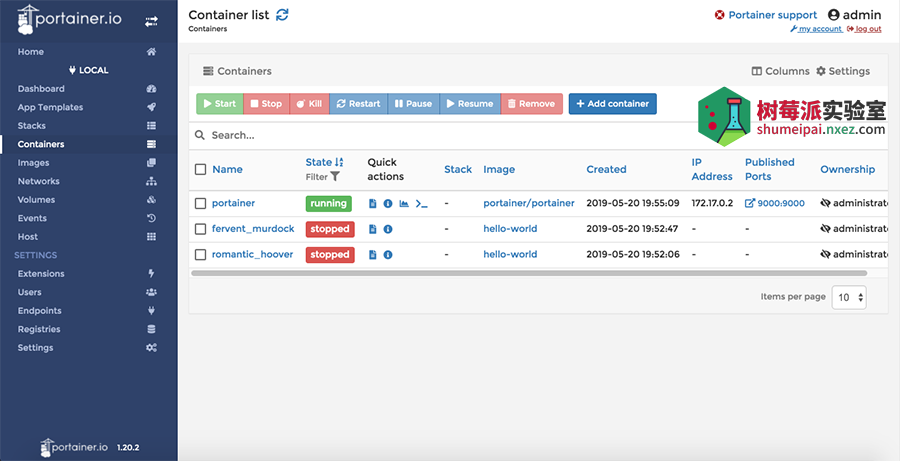 portainer.io
Home
LOCAL
Dashboard
App Templates
Stacks
Containers
Images
Networks
Volumes
Events
Host
SETTINGS
Extensions
Users
Endpoints
Registries
Settings
portainer.io 1.20.2
Container list
Containers
Portainer support admin
my account log out
Containers
Columns Settings
Start Stop Kill Restart Pause Resume Remove Add container
树莓派实验室
shumeipai.nxez.com
Search...
Name State Filter Quick actions Stack Image Created IP Address Published Ports Ownership
portainer running - portainer/portainer 2019-05-20 19:55:09 172.17.0.2 9000:9000 administrat
fervent_murdock stopped - hello-world 2019-05-20 19:52:47 - - administrat
romantic_hoover stopped - hello-world 2019-05-20 19:52:06 - - administrat
Items per page 10